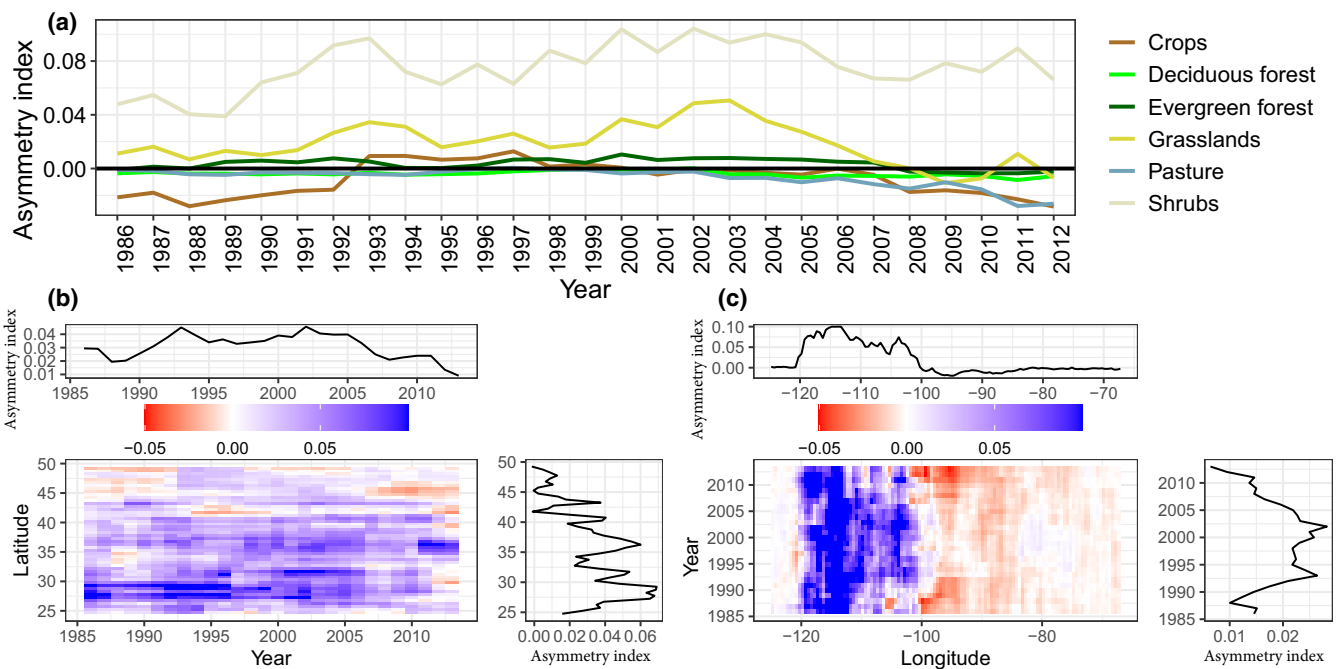 (a)
Asymmetry index
0.08
0.04
0.00
1986 1987 1988 1989 1990 1991 1992 1993 1994 1995 1996 1997 1998 1999 2000 2001 2002 2003 2004 2005 2006 2007 2008 2009 2010 2011 2012
Year
Crops
Deciduous forest
Evergreen forest
Grasslands
Pasture
Shrubs
(b)
Asymmetry index
0.04
0.03
0.02
0.01
1985 1990 1995 2000 2005 2010
−0.05 0.00 0.05
Latitude
50
45
40
35
30
25
1985 1990 1995 2000 2005 2010
Year
50
45
40
35
30
25
0.00 0.02 0.04 0.06
Asymmetry index
(c)
Asymmetry index
0.10
0.05
0.00
−120 −110 −100 −90 −80 −70
−0.05 0.00 0.05
Year
2010
2005
2000
1995
1990
1985
−120 −100 −80
Longitude
2010
2005
2000
1995
1990
1985
0.01 0.02
Asymmetry index